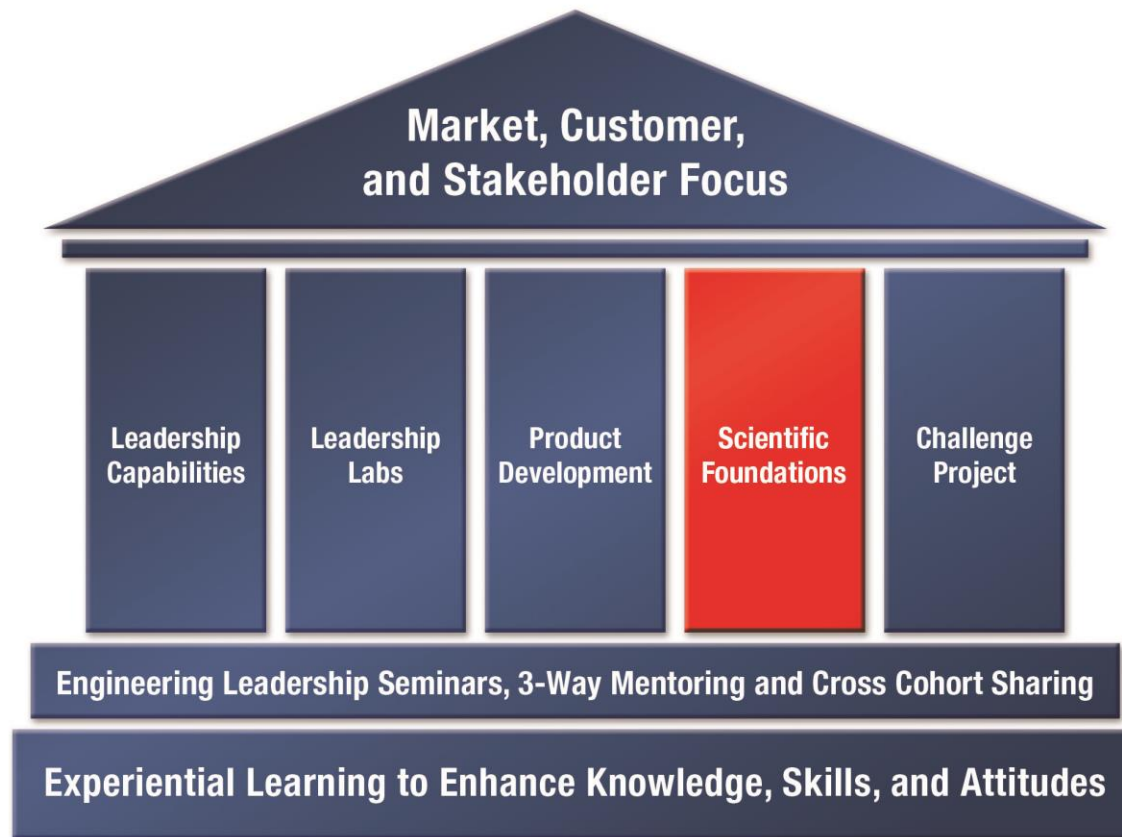 Market, Customer,
and Stakeholder Focus
Leadership
Capabilities
Leadership
Labs
Product
Development
Scientific
Foundations
Challenge
Project
Engineering Leadership Seminars, 3-Way Mentoring and Cross Cohort Sharing
Experiential Learning to Enhance Knowledge, Skills, and Attitudes